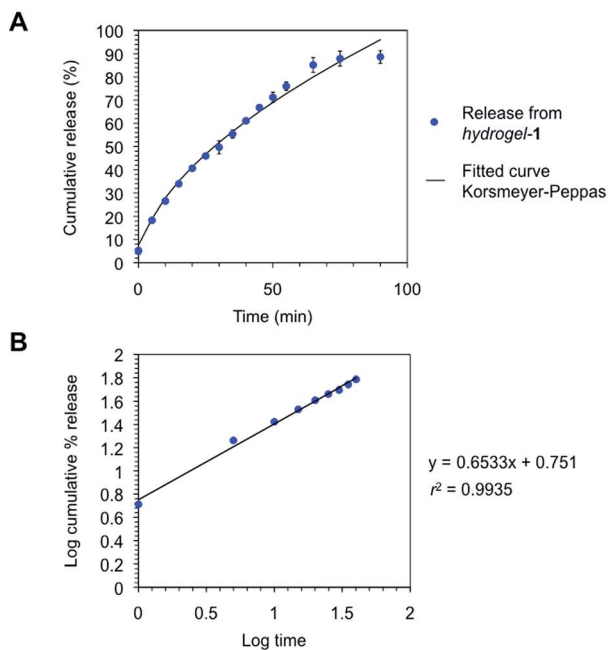 A
Cumulative release (%)
100
90
80
70
60
50
40
30
20
10
0
0
50
100
Time (min)
Release from
hydrogel-1
Fitted curve
Korsmeyer-Peppas
B
Log cumulative % release
2
1.8
1.6
1.4
1.2
1
0.8
0.6
0.4
0.2
0
0
0.5
1
1.5
2
Log time
y = 0.6533x + 0.751
r² = 0.9935